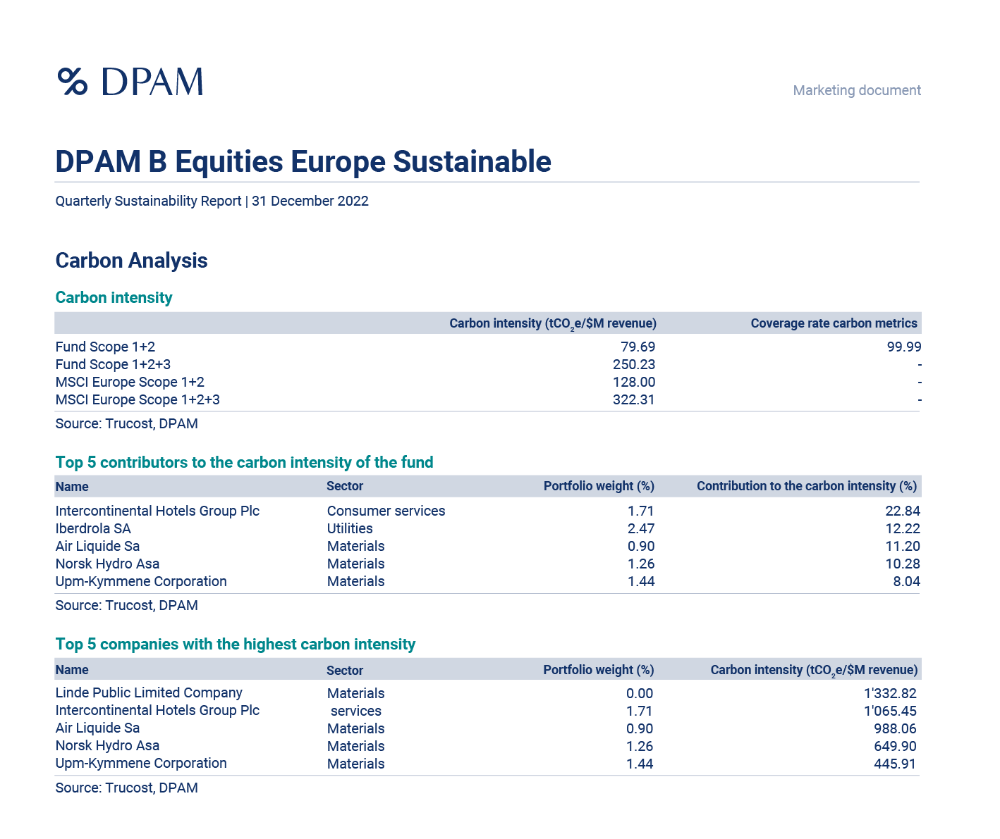 DPAM
Marketing document
DPAM B Equities Europe Sustainable
Quarterly Sustainability Report | 31 December 2022
Carbon Analysis
Carbon intensity
Carbon intensity (tCO2e/$M revenue) Coverage rate carbon metrics
Fund Scope 1+2 79.69 99.99
Fund Scope 1+2+3 250.23 -
MSCI Europe Scope 1+2 128.00 -
MSCI Europe Scope 1+2+3 322.31 -
Source: Trucost, DPAM
Top 5 contributors to the carbon intensity of the fund
Name Sector Portfolio weight (%) Contribution to the carbon intensity (%)
Intercontinental Hotels Group Plc Consumer services 1.71 22.84
Iberdrola SA Utilities 2.47 12.22
Air Liquide Sa Materials 0.90 11.20
Norsk Hydro Asa Materials 1.26 10.28
Upm-Kymmene Corporation Materials 1.44 8.04
Source: Trucost, DPAM
Top 5 companies with the highest carbon intensity
Name Sector Portfolio weight (%) Carbon intensity (tCO2e/$M revenue)
Linde Public Limited Company Materials 0.00 1'332.82
Intercontinental Hotels Group Plc services 1.71 1'065.45
Air Liquide Sa Materials 0.90 988.06
Norsk Hydro Asa Materials 1.26 649.90
Upm-Kymmene Corporation Materials 1.44 445.91
Source: Trucost, DPAM